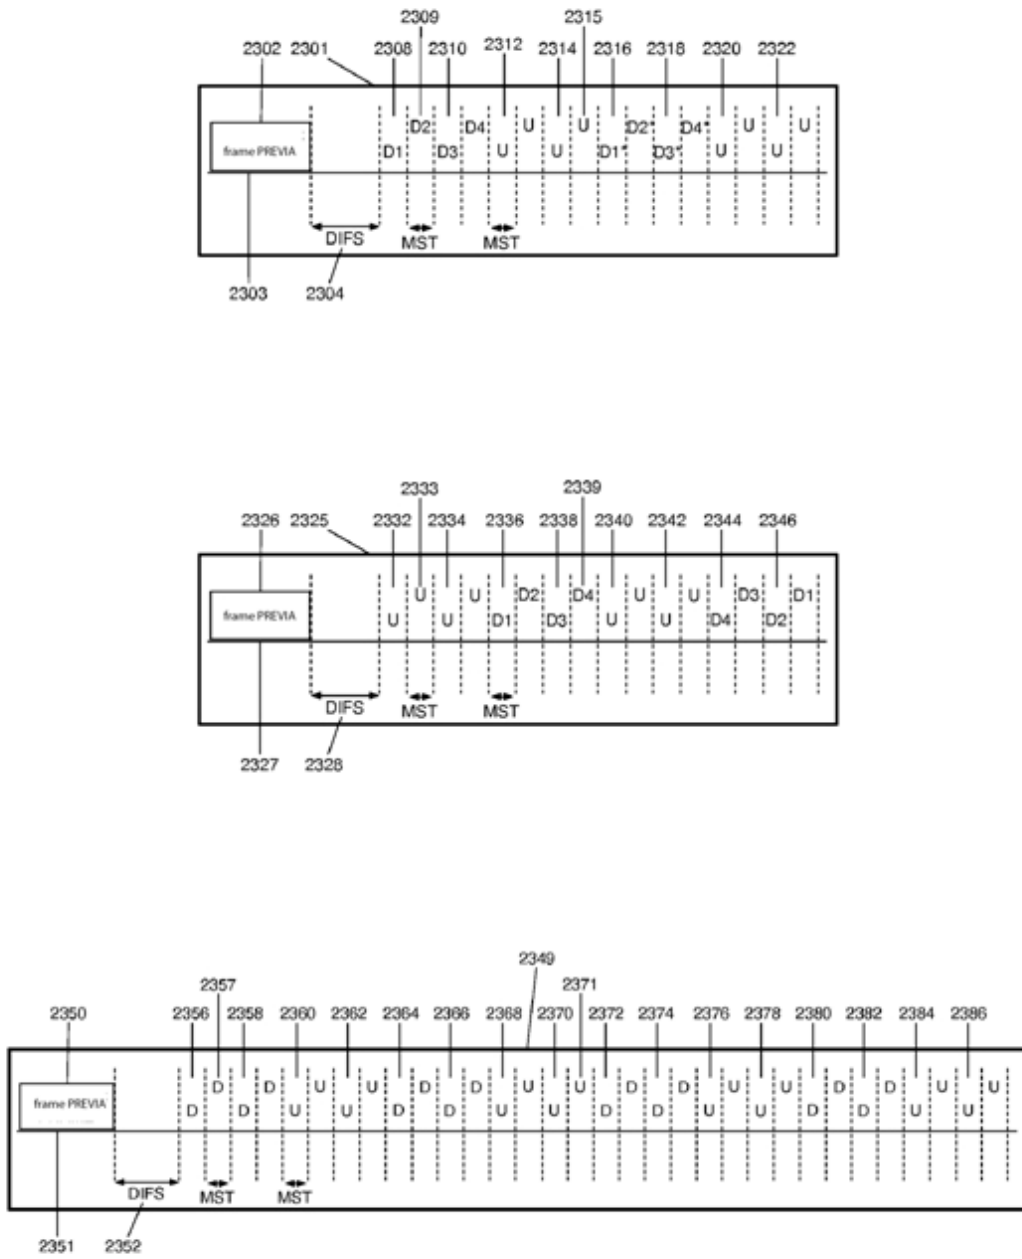 2309 2315
2302 2301 2308 2310 2312 2314 2316 2318 2320 2322
D2 D4 U U D2* D4* U U
frame PREVIA D1 D3 U U D1* D3* U U
DIFS MST MST
2303 2304
2333 2339
2326 2325 2332 2334 2336 2338 2340 2342 2344 2346
U U D2 D4 U U D3 D1
frame PREVIA U U D1 D3 U U D4 D2
DIFS MST MST
2327 2328
2349
2357 2371
2350 2356 2358 2360 2362 2364 2366 2368 2370 2372 2374 2376 2378 2380 2382 2384 2386
D D U U D D U U D D U U D D U U
frame PREVIA D D U U D D U U D D U U D D U U
DIFS MST MST
2351 2352